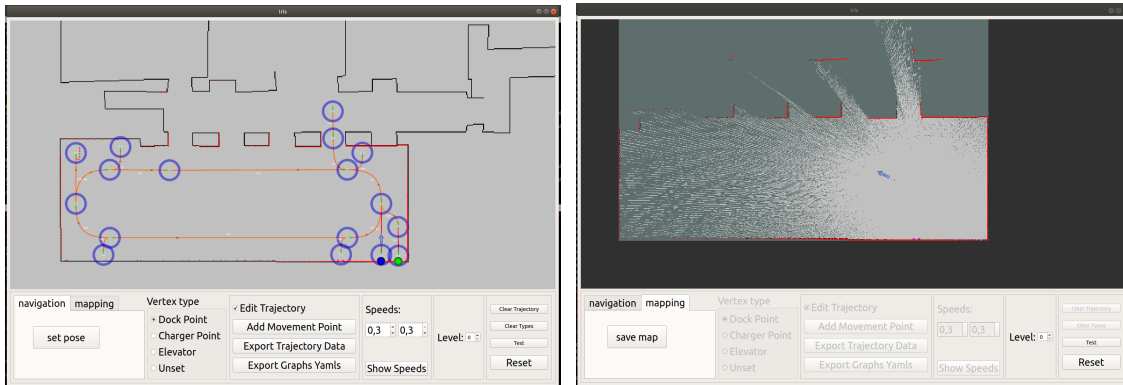 Iris
navigation mapping
set pose
Vertex type
Dock Point
Charger Point
Elevator
Unset
Edit Trajectory
Add Movement Point
Export Trajectory Data
Export Graphs Yamls
Speeds:
0,3 0,3
Show Speeds
Level: 0
Clear Trajectory
Clear Types
Test
Reset
Iris
navigation mapping
save map
Vertex type
Dock Point
Charger Point
Elevator
Unset
Edit Trajectory
Add Movement Point
Export Trajectory Data
Export Graphs Yamls
Speeds:
0,3 0,3
Show Speeds
Level: 0
Clear Trajectory
Clear Types
Test
Reset